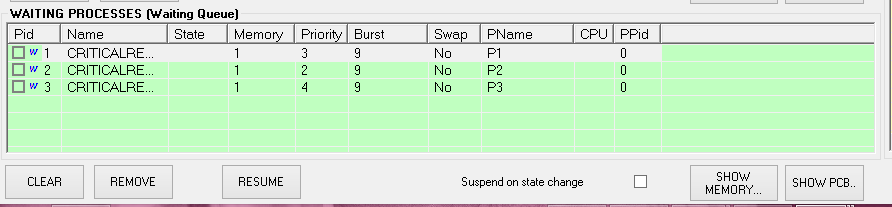 WAITING PROCESSES (Waiting Queue)
Pid Name State Memory Priority Burst Swap PName CPU PPid
w 1 CRITICALRE... 1 3 9 No P1 0
w 2 CRITICALRE... 1 2 9 No P2 0
w 3 CRITICALRE... 1 4 9 No P3 0
CLEAR REMOVE RESUME Suspend on state change SHOW MEMORY... SHOW PCB..